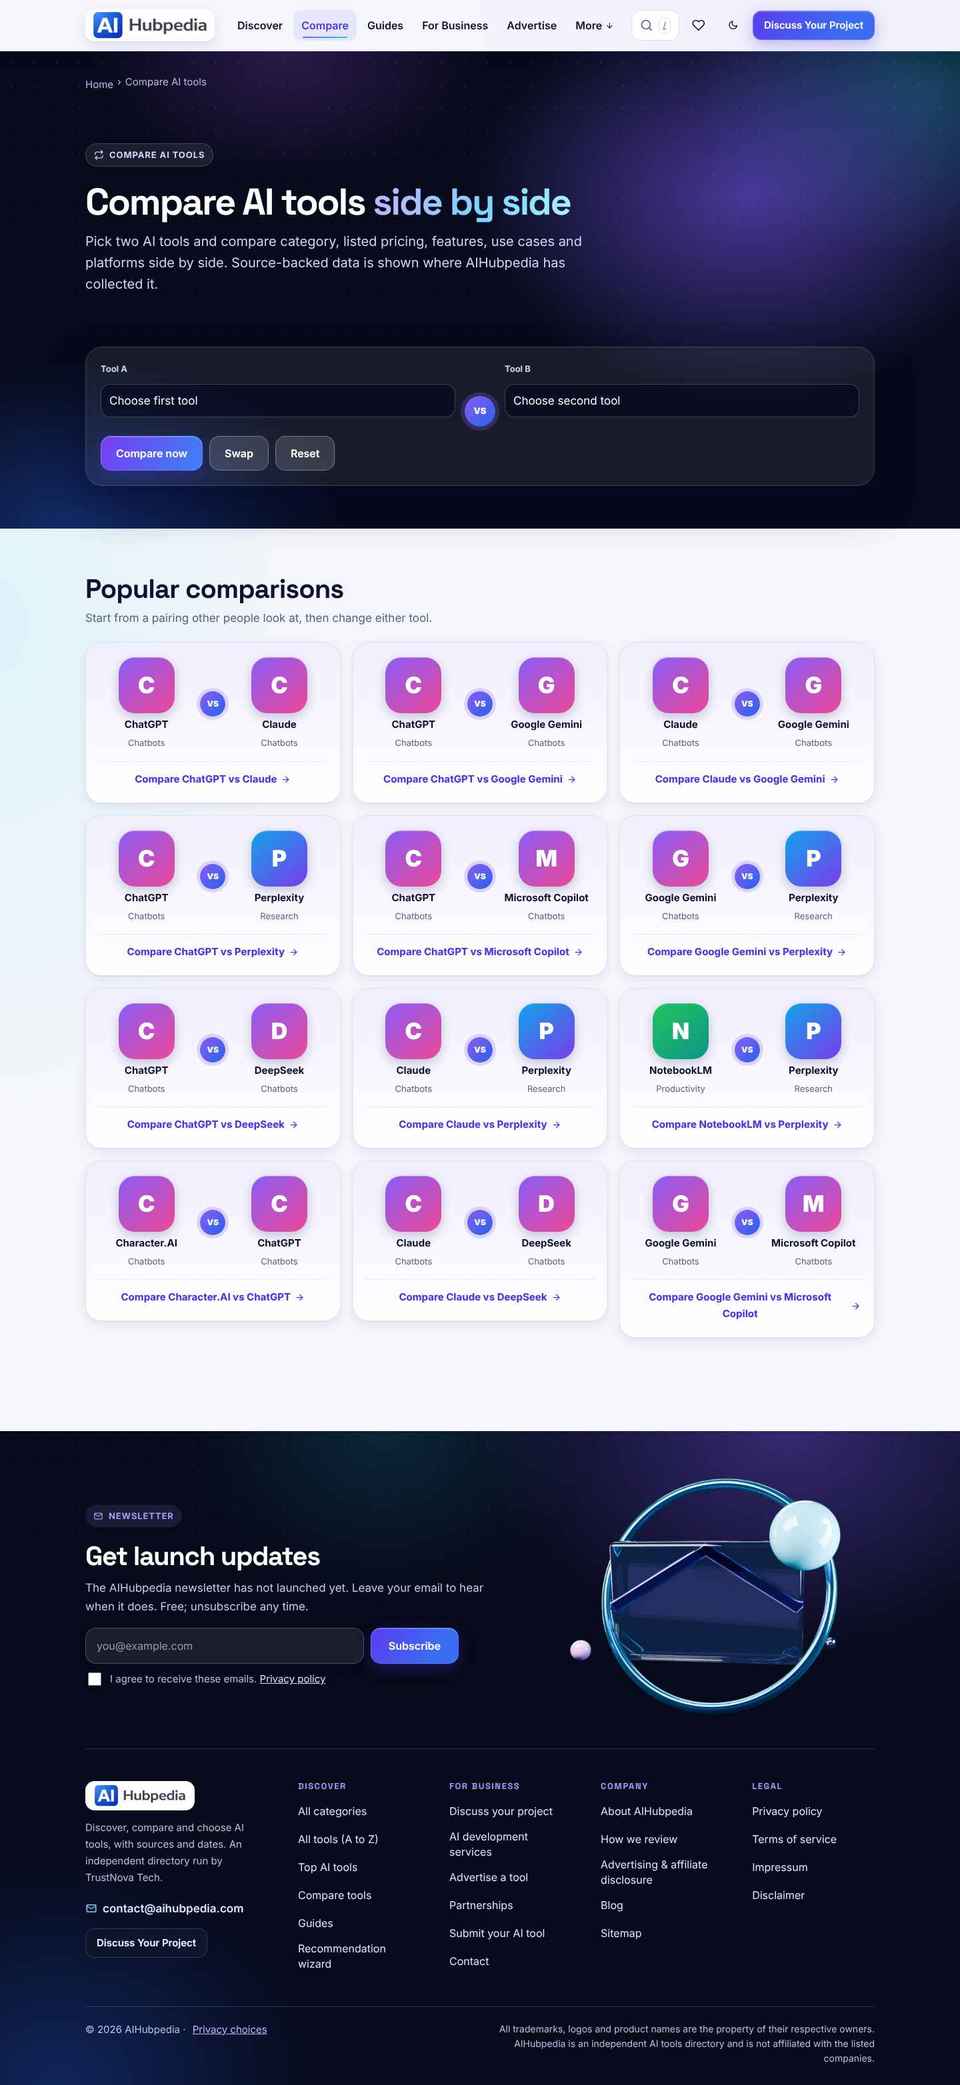 AI Hubpedia
Discover
Compare
Guides
For Business
Advertise
More ↓
/
Discuss Your Project
Home › Compare AI tools
COMPARE AI TOOLS
Compare AI tools side by side
Pick two AI tools and compare category, listed pricing, features, use cases and
platforms side by side. Source-backed data is shown where AIHubpedia has
collected it.
Tool A
Choose first tool
VS
Tool B
Choose second tool
Compare now
Swap
Reset
Popular comparisons
Start from a pairing other people look at, then change either tool.
C
ChatGPT
Chatbots
VS
C
Claude
Chatbots
Compare ChatGPT vs Claude →
C
ChatGPT
Chatbots
VS
G
Google Gemini
Chatbots
Compare ChatGPT vs Google Gemini →
C
Claude
Chatbots
VS
G
Google Gemini
Chatbots
Compare Claude vs Google Gemini →
C
ChatGPT
Chatbots
VS
P
Perplexity
Research
Compare ChatGPT vs Perplexity →
C
ChatGPT
Chatbots
VS
M
Microsoft Copilot
Chatbots
Compare ChatGPT vs Microsoft Copilot →
G
Google Gemini
Chatbots
VS
P
Perplexity
Research
Compare Google Gemini vs Perplexity →
C
ChatGPT
Chatbots
VS
D
DeepSeek
Chatbots
Compare ChatGPT vs DeepSeek →
C
Claude
Chatbots
VS
P
Perplexity
Research
Compare Claude vs Perplexity →
N
NotebookLM
Productivity
VS
P
Perplexity
Research
Compare NotebookLM vs Perplexity →
C
Character.AI
Chatbots
VS
C
ChatGPT
Chatbots
Compare Character.AI vs ChatGPT →
C
Claude
Chatbots
VS
D
DeepSeek
Chatbots
Compare Claude vs DeepSeek →
G
Google Gemini
Chatbots
VS
M
Microsoft Copilot
Chatbots
Compare Google Gemini vs Microsoft
Copilot →
NEWSLETTER
Get launch updates
The AIHubpedia newsletter has not launched yet. Leave your email to hear
when it does. Free; unsubscribe any time.
you@example.com
Subscribe
I agree to receive these emails. Privacy policy
AI Hubpedia
Discover, compare and choose AI
tools, with sources and dates. An
independent directory run by
TrustNova Tech.
contact@aihubpedia.com
Discuss Your Project
DISCOVER
All categories
All tools (A to Z)
Top AI tools
Compare tools
Guides
Recommendation
wizard
FOR BUSINESS
Discuss your project
AI development
services
Advertise a tool
Partnerships
Submit your AI tool
Contact
COMPANY
About AIHubpedia
How we review
Advertising & affiliate
disclosure
Blog
Sitemap
LEGAL
Privacy policy
Terms of service
Impressum
Disclaimer
© 2026 AIHubpedia · Privacy choices
All trademarks, logos and product names are the property of their respective owners.
AIHubpedia is an independent AI tools directory and is not affiliated with the listed
companies.